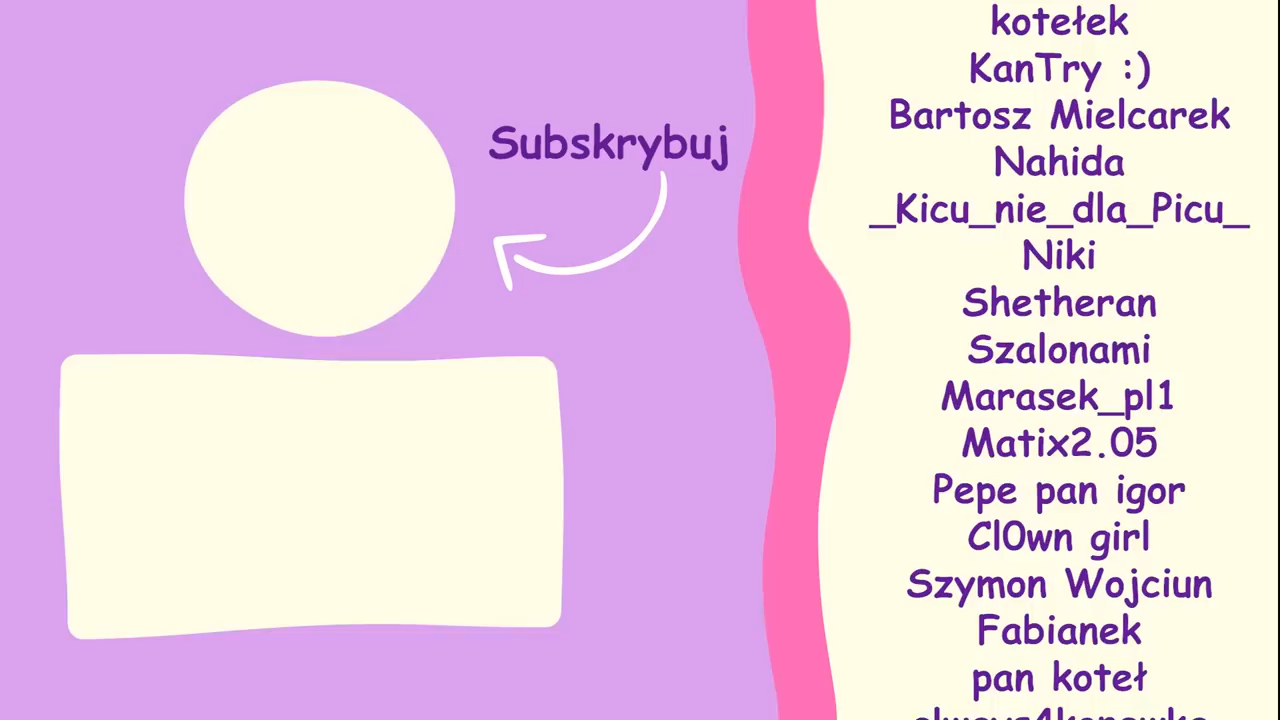 Subskrybuj
kotełek
KanTry :)
Bartosz Mielcarek
Nahida
_Kicu_nie_dla_Picu_
Niki
Shetheran
Szalonami
Marasek_pl1
Matix2.05
Pepe pan igor
Cl0wn girl
Szymon Wojciun
Fabianek
pan koteł